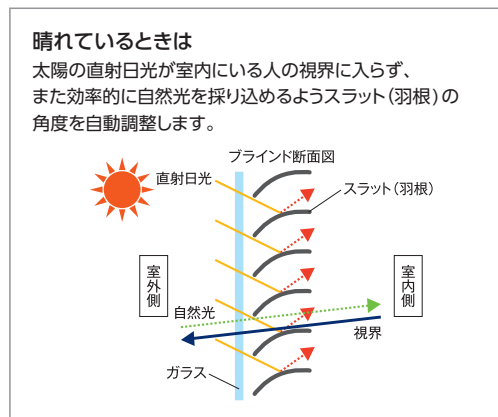 晴れているときは
太陽の直射日光が室内にいる人の視界に入らず、
また効率的に自然光を採り込めるようスラット(羽根)の
角度を自動調整します。
ブラインド断面図
直射日光
スラット(羽根)
室外側
室内側
自然光
視界
ガラス